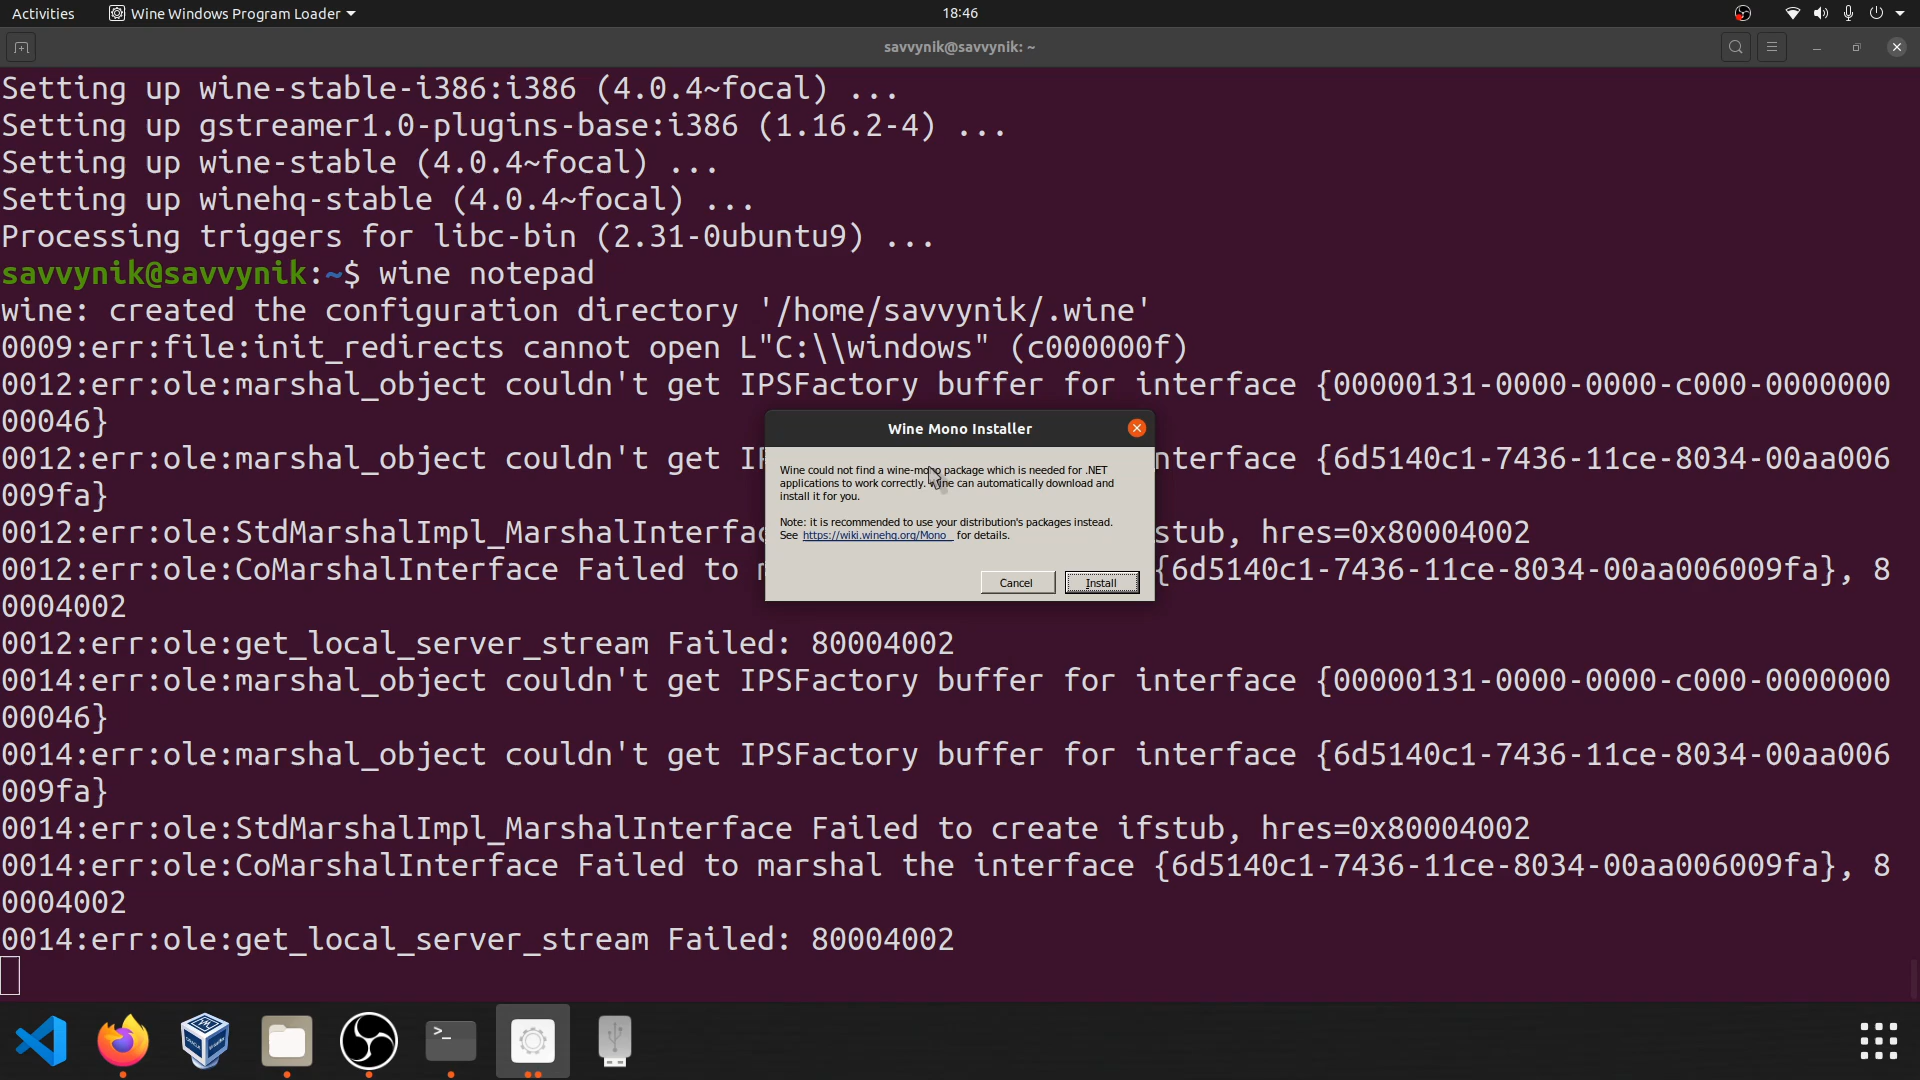 Activities Wine Windows Program Loader 18:46
savvynik@savvynik: ~
Setting up wine-stable-i386:i386 (4.0.4~focal) ...
Setting up gstreamer1.0-plugins-base:i386 (1.16.2-4) ...
Setting up wine-stable (4.0.4~focal) ...
Setting up winehq-stable (4.0.4~focal) ...
Processing triggers for libc-bin (2.31-0ubuntu9) ...
savvynik@savvynik:~$ wine notepad
wine: created the configuration directory '/home/savvynik/.wine'
0009:err:file:init_redirects cannot open L"C:\\windows" (c000000f)
0012:err:ole:marshal_object couldn't get IPSFactory buffer for interface {00000131-0000-0000-c000-0000000
00046}
0012:err:ole:marshal_object couldn't get IP nterface {6d5140c1-7436-11ce-8034-00aa006
009fa}
0012:err:ole:StdMarshalImpl_MarshalInterfac stub, hres=0x80004002
0012:err:ole:CoMarshalInterface Failed to {6d5140c1-7436-11ce-8034-00aa006009fa}, 8
0004002
0012:err:ole:get_local_server_stream Failed: 80004002
0014:err:ole:marshal_object couldn't get IPSFactory buffer for interface {00000131-0000-0000-c000-0000000
00046}
0014:err:ole:marshal_object couldn't get IPSFactory buffer for interface {6d5140c1-7436-11ce-8034-00aa006
009fa}
0014:err:ole:StdMarshalImpl_MarshalInterface Failed to create ifstub, hres=0x80004002
0014:err:ole:CoMarshalInterface Failed to marshal the interface {6d5140c1-7436-11ce-8034-00aa006009fa}, 8
0004002
0014:err:ole:get_local_server_stream Failed: 80004002
Wine Mono Installer
Wine could not find a wine-mono package which is needed for .NET
applications to work correctly. Wine can automatically download and
install it for you.
Note: it is recommended to use your distribution's packages instead.
See https://wiki.winehq.org/Mono for details.
Cancel Install